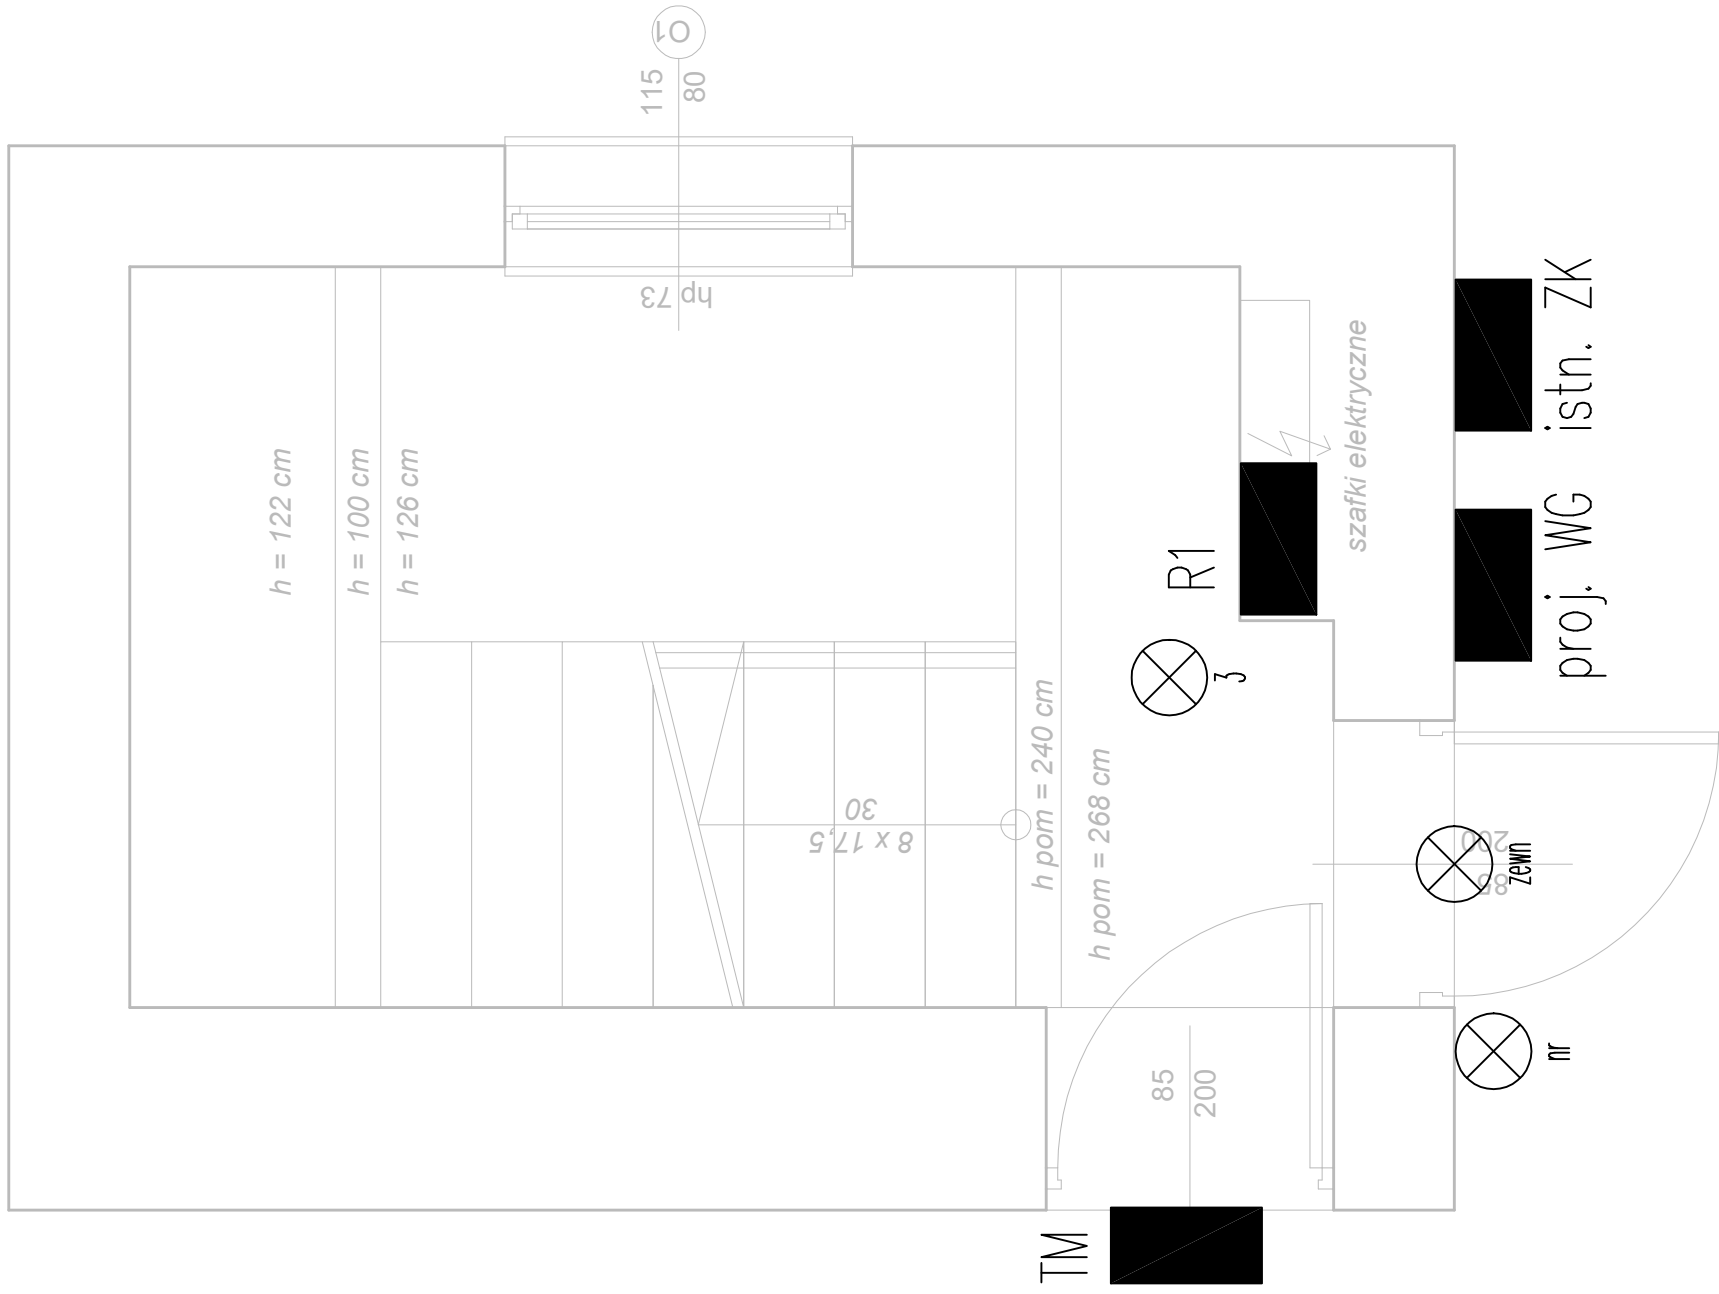 O1
115
80
hp 73
h = 122 cm
h = 100 cm
h = 126 cm
8 x 17,5
30
h pom = 240 cm
h pom = 268 cm
R1
3
szafki elektryczne
istn. ZK
proj. WG
85
200
zewn
nr
85
200
TM